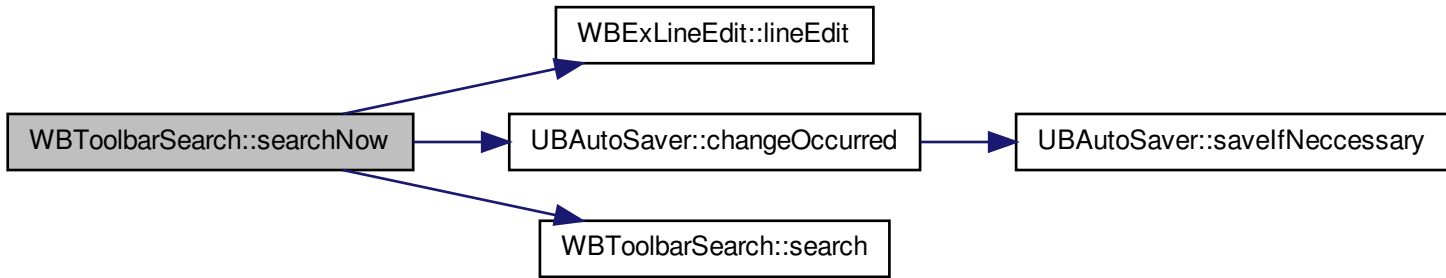 WBExLineEdit::lineEdit
WBToolbarSearch::searchNow
UBAutoSaver::changeOccurred
UBAutoSaver::saveIfNeccessary
WBToolbarSearch::search